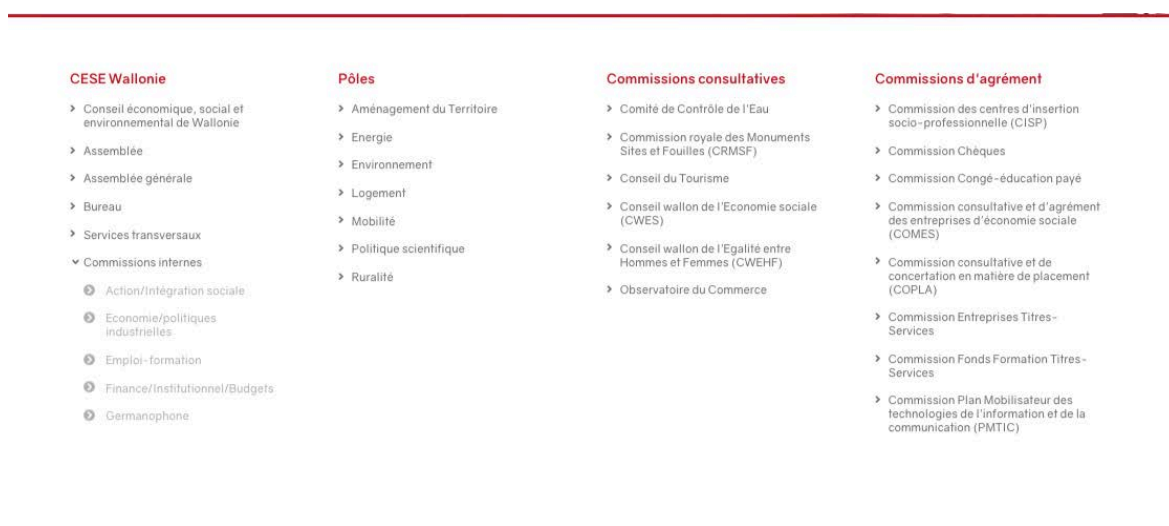 CESE Wallonie
Conseil économique, social et
environnemental de Wallonie
Assemblée
Assemblée générale
Bureau
Services transversaux
Commissions internes
Action/Intégration sociale
Economie/politiques
industrielles
Emploi-formation
Finance/Institutionnel/Budgets
Germanophone
Pôles
Aménagement du Territoire
Energie
Environnement
Logement
Mobilité
Politique scientifique
Ruralité
Commissions consultatives
Comité de Contrôle de l'Eau
Commission royale des Monuments
Sites et Fouilles (CRMSF)
Conseil du Tourisme
Conseil wallon de l'Economie sociale
(CWES)
Conseil wallon de l'Egalité entre
Hommes et Femmes (CWEHF)
Observatoire du Commerce
Commissions d'agrément
Commission des centres d'insertion
socio-professionnelle (CISP)
Commission Chèques
Commission Congé-éducation payé
Commission consultative et d'agrément
des entreprises d'économie sociale
(COMES)
Commission consultative et de
concertation en matière de placement
(COPLA)
Commission Entreprises Titres-
Services
Commission Fonds Formation Titres-
Services
Commission Plan Mobilisateur des
technologies de l'information et de la
communication (PMTIC)